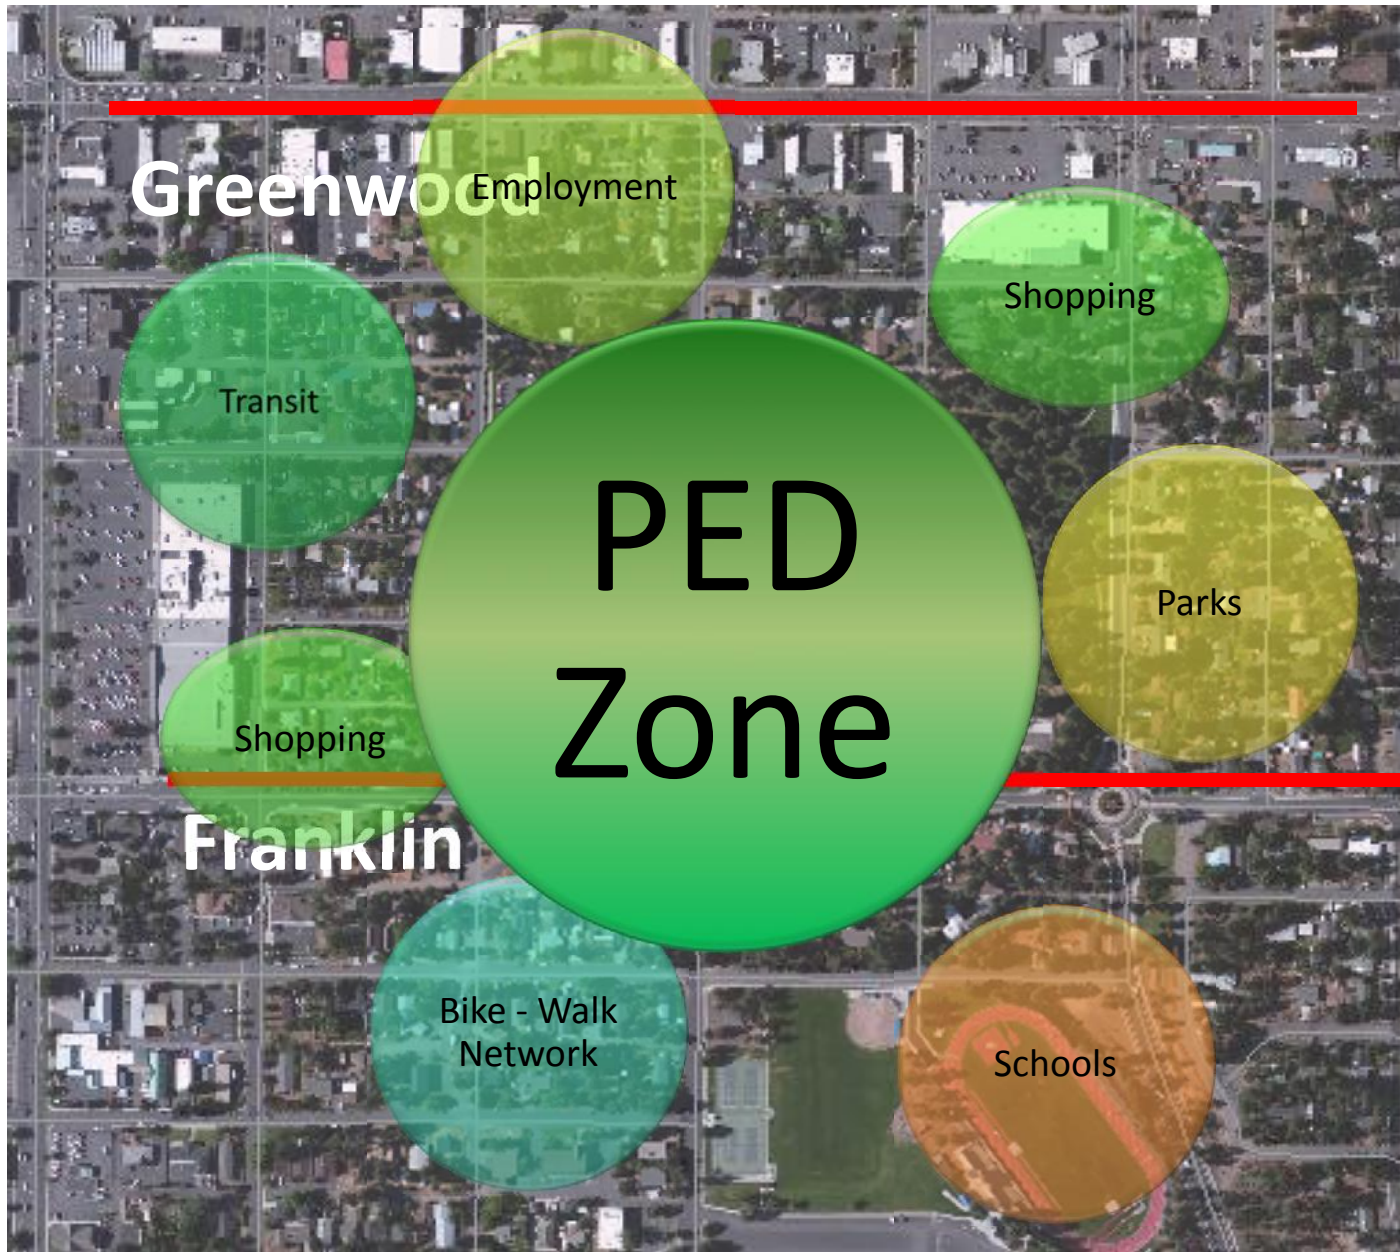 Greenwood
Employment
Shopping
Transit
PED
Zone
Parks
Shopping
Franklin
Bike - Walk
Network
Schools